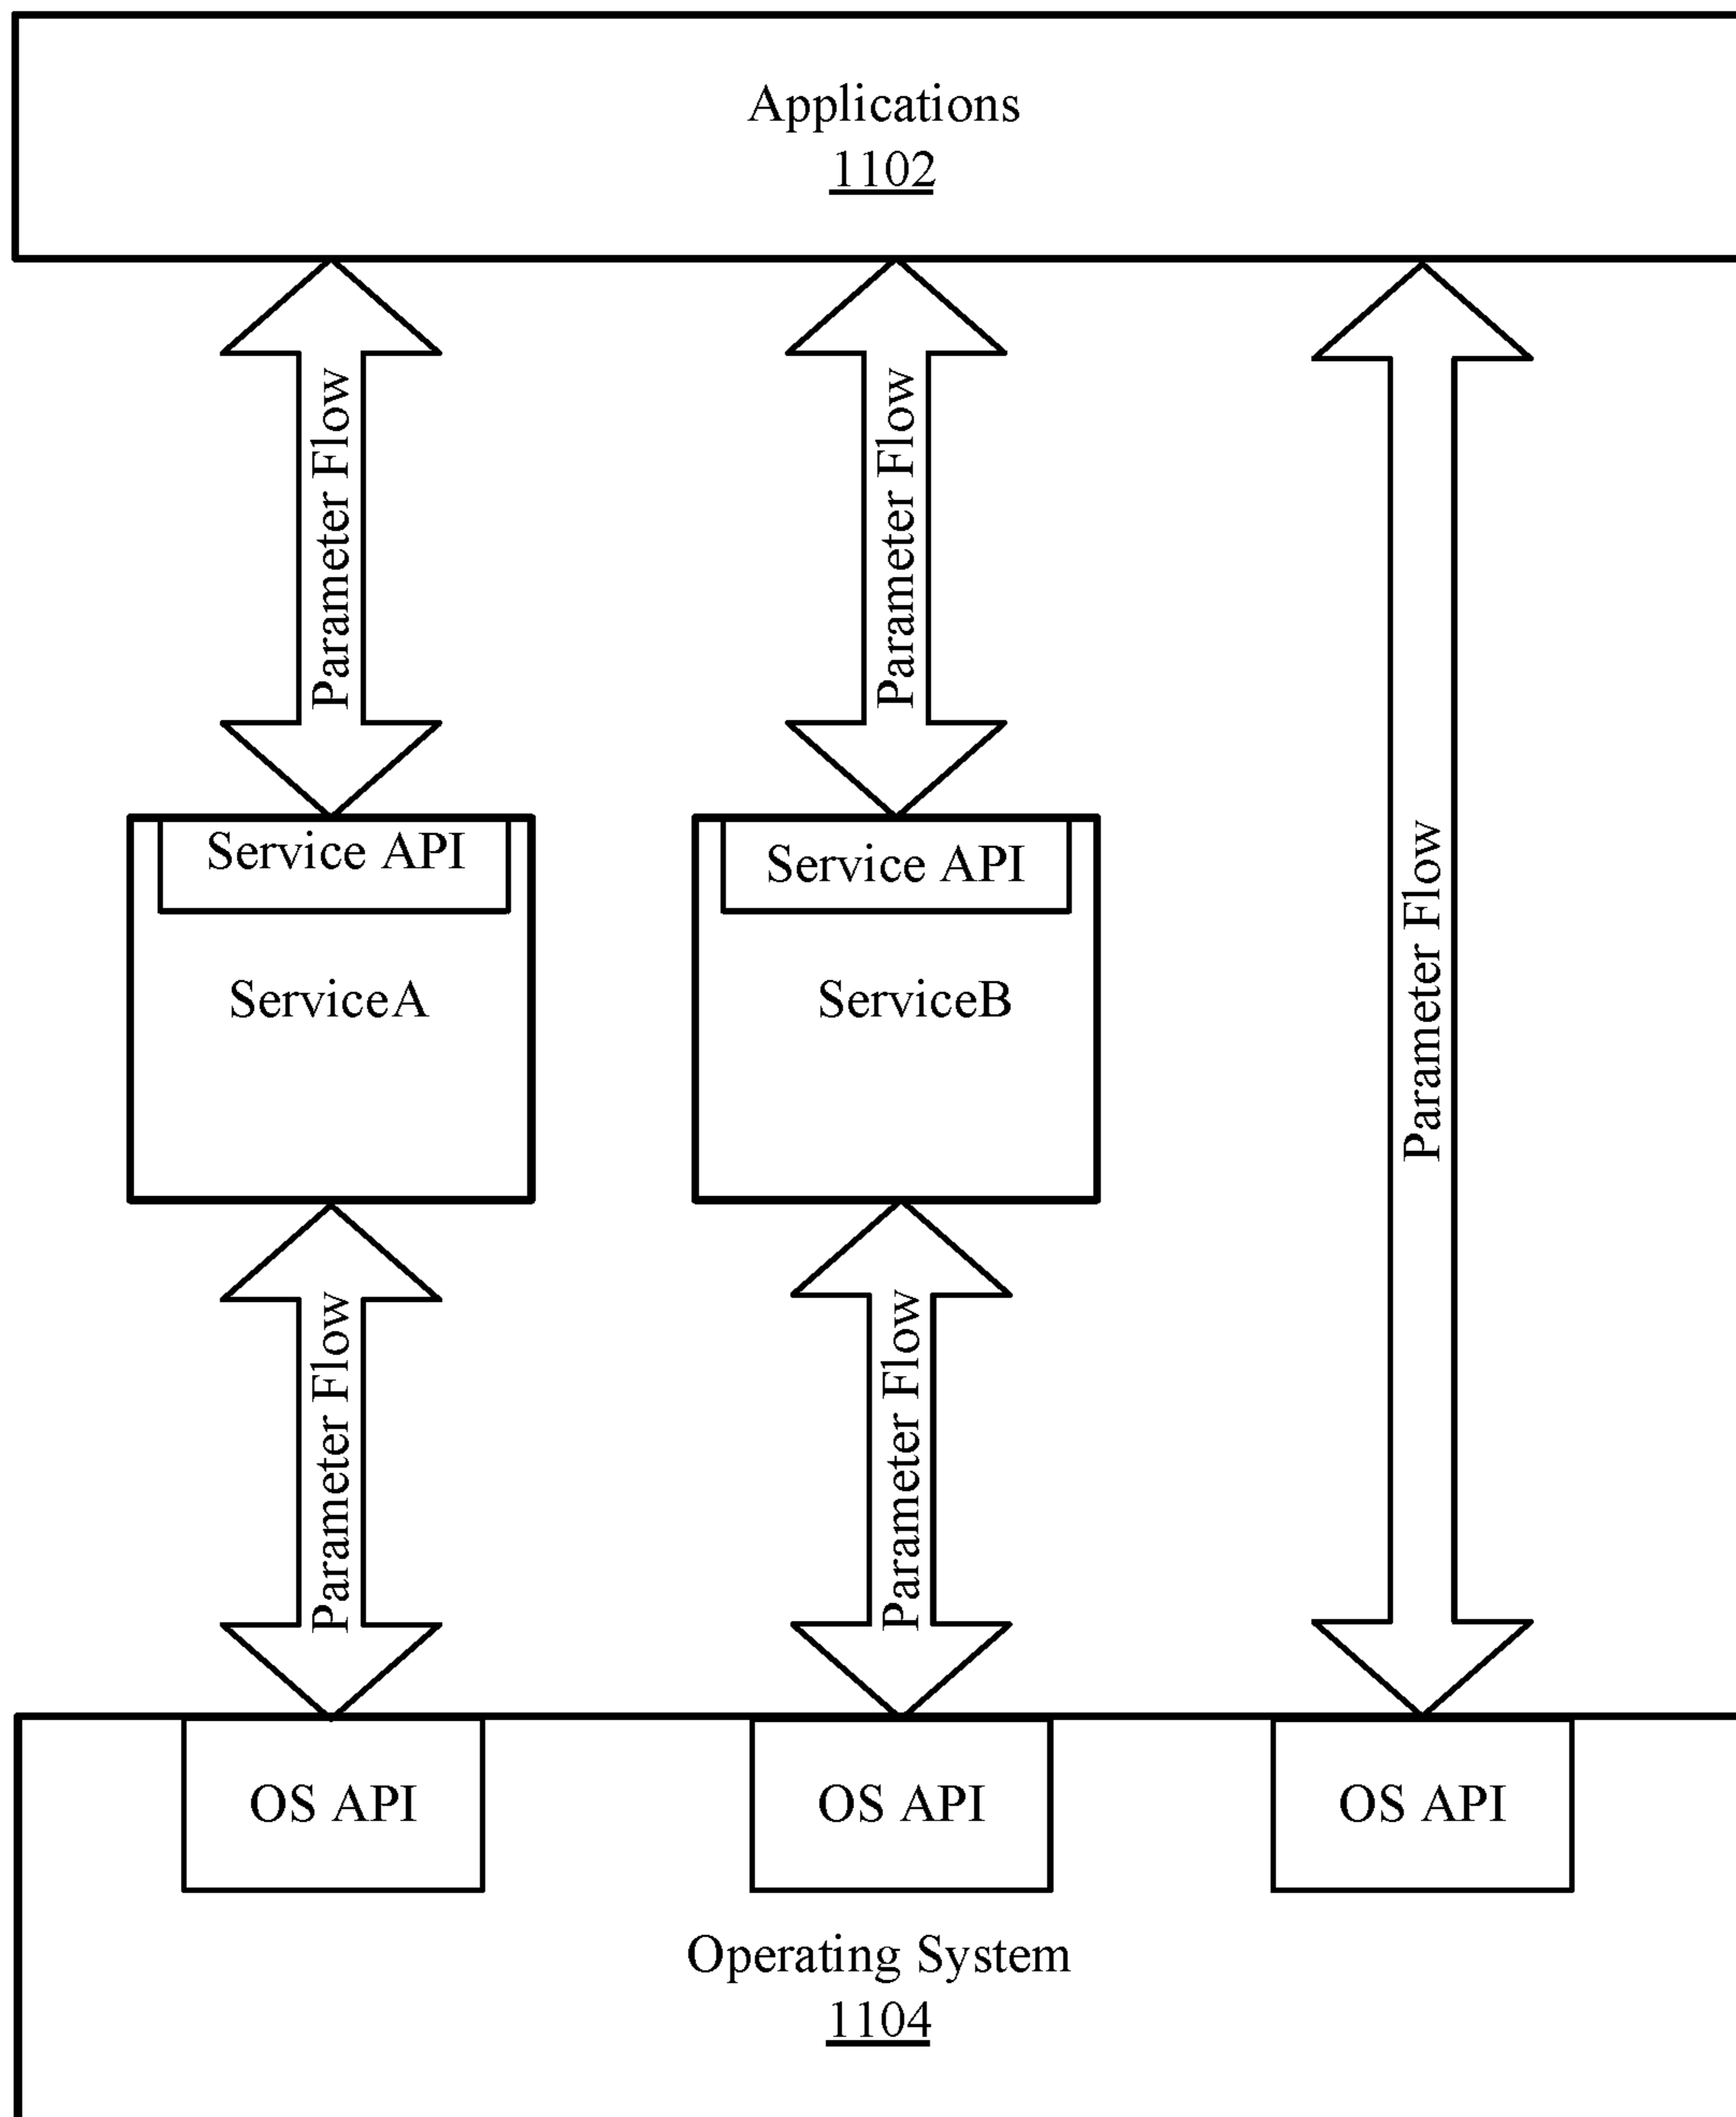 Applications
1102
Parameter Flow
Parameter Flow
Parameter Flow
Service API
ServiceA
Service API
ServiceB
Parameter Flow
Parameter Flow
OS API
OS API
OS API
Operating System
1104